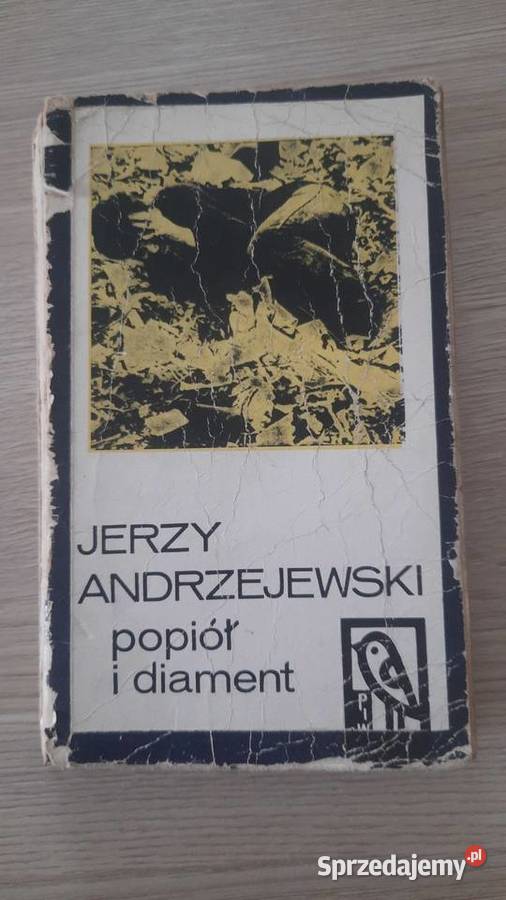 JERZY
ANDRZEJEWSKI
popiół
i diament
PIW
Sprzedajemy.pl